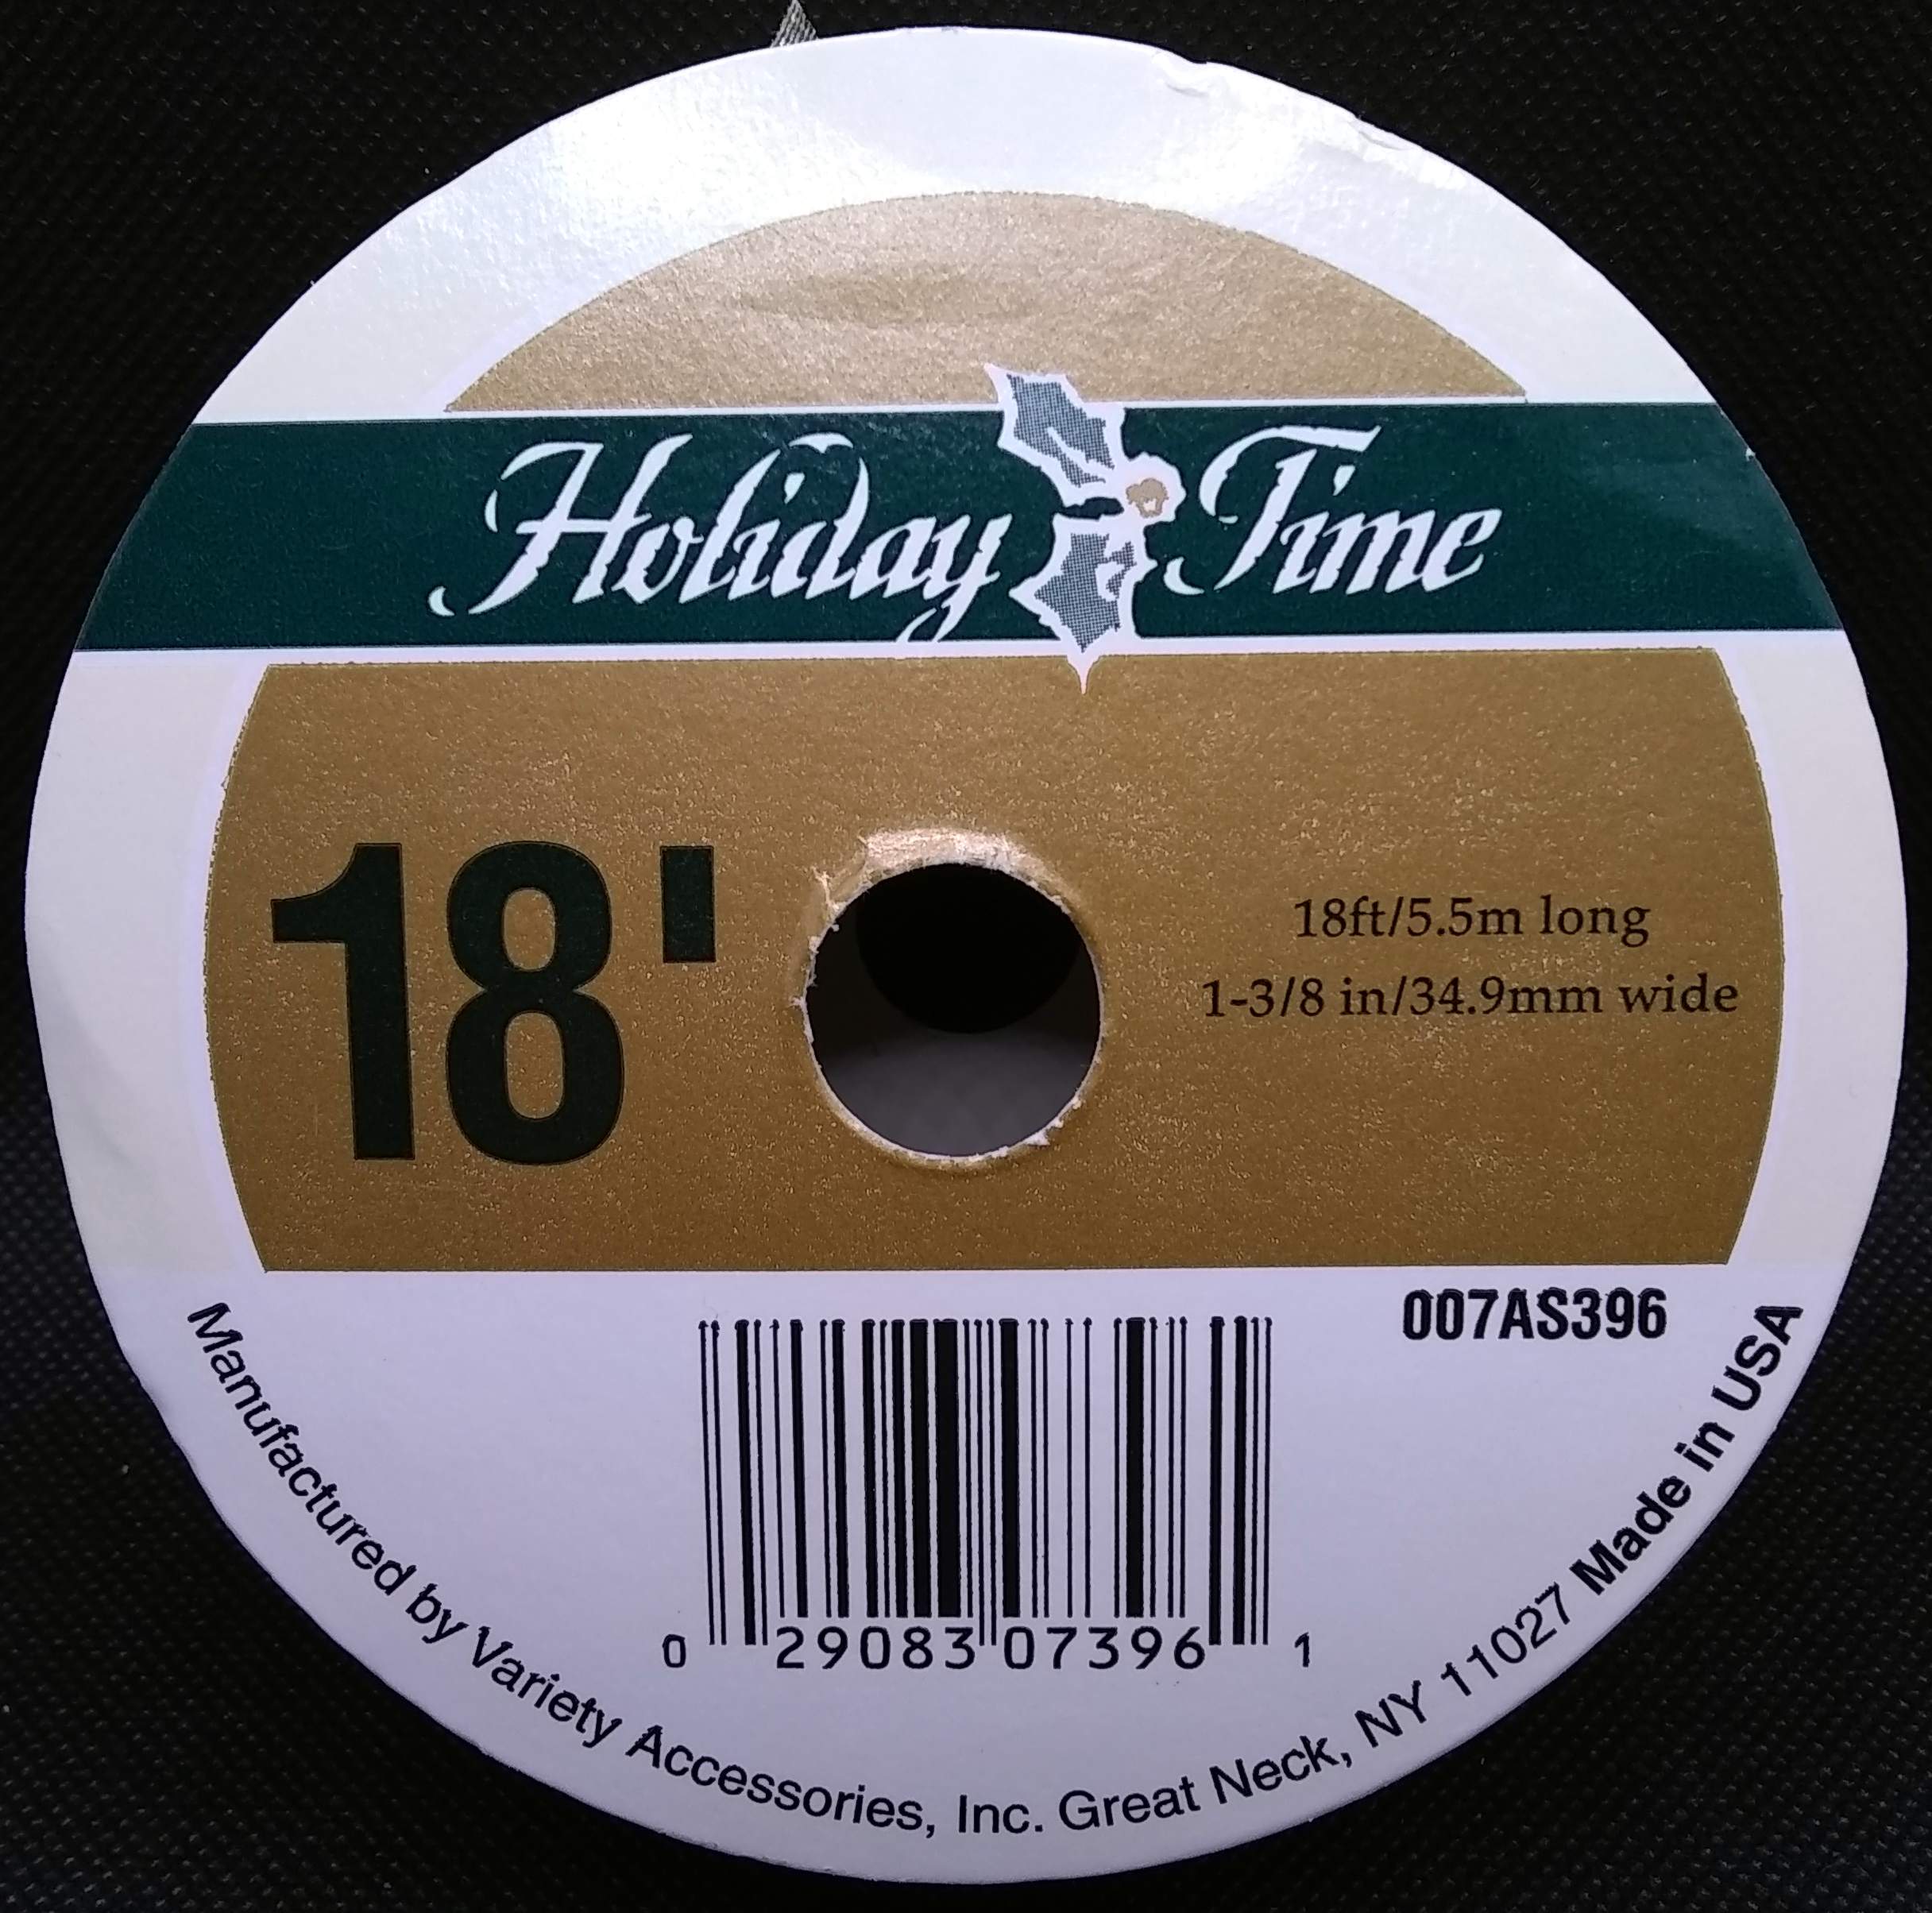 Holiday Time
18'
18ft/5.5m long
1-3/8 in/34.9mm wide
007AS396
0 29083 07396 1
Manufactured by Variety Accessories, Inc. Great Neck, NY 11027 Made in USA